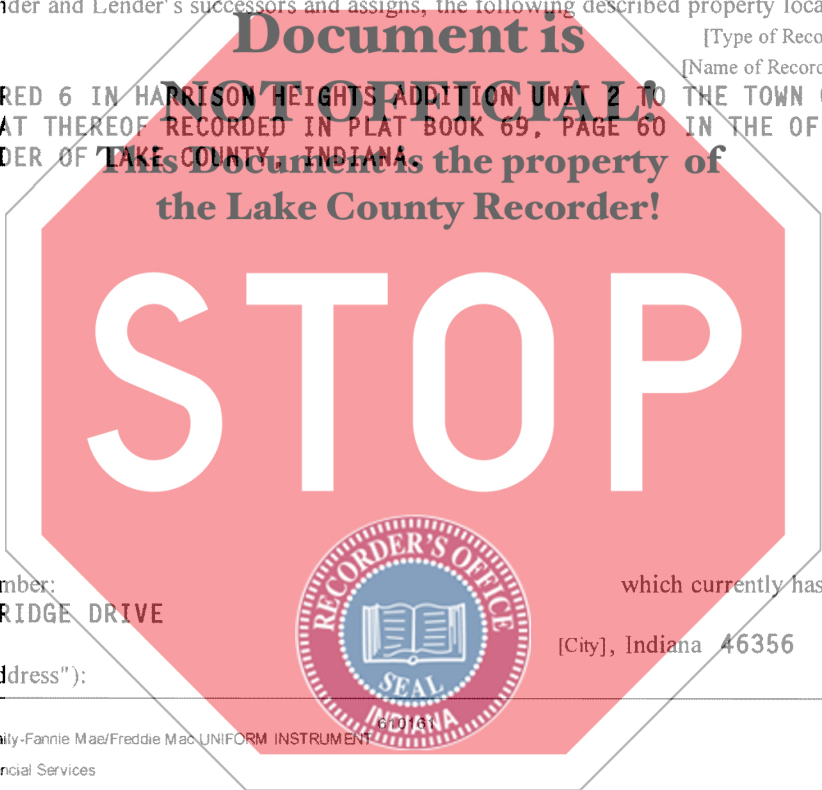 nder and Lender's successors and assigns, the following described property loca
Document is
[Type of Reco
[Name of Record
NOT OFFICIAL!
RED 6 IN HARRISON HEIGHTS ADDITION UNIT 2 TO THE TOWN
AT THEREOF RECORDED IN PLAT BOOK 69, PAGE 60 IN THE OF
DER OF LAKE COUNTY, INDIANA.
This Document is the property of
the Lake County Recorder!
STOP
mber:
which currently has
RIDGE DRIVE
[City], Indiana 46356
ddress"):
RECORDER'S OFFICE
SEAL
INDIANA
610161
ily-Fannie Mae/Freddie Mac UNIFORM INSTRUMENT
ncial Services